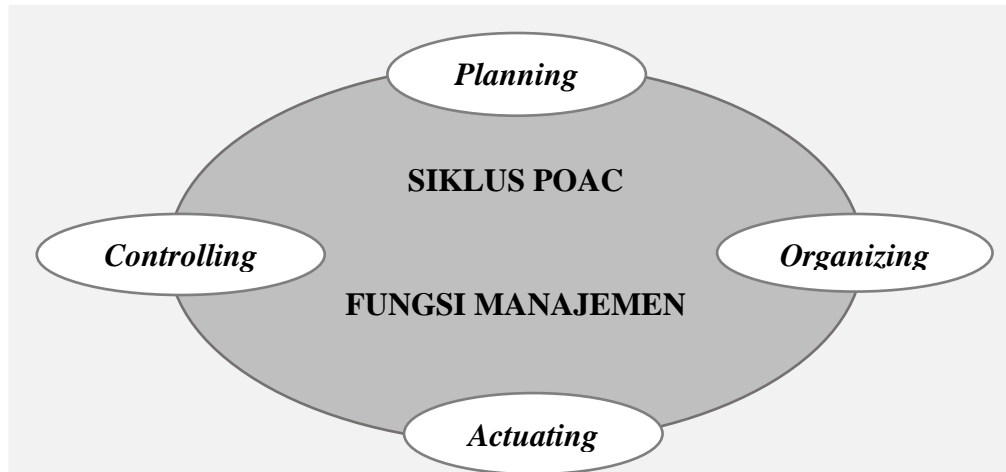 Planning
SIKLUS POAC
Controlling
Organizing
FUNGSI MANAJEMEN
Actuating